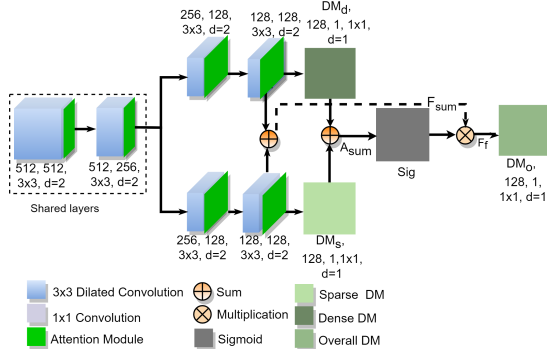 256, 128,
3x3, d=2
128, 128,
3x3, d=2
DMd,
128, 1, 1x1,
d=1
512, 512,
3x3, d=2
512, 256,
3x3, d=2
Shared layers
Fsum
Asum
Sig
Ff
DMo,
128, 1,
1x1, d=1
256, 128,
3x3, d=2
128, 128,
3x3, d=2
DMs,
128, 1,1x1,
d=1
3x3 Dilated Convolution
1x1 Convolution
Attention Module
Sum
Multiplication
Sigmoid
Sparse DM
Dense DM
Overall DM